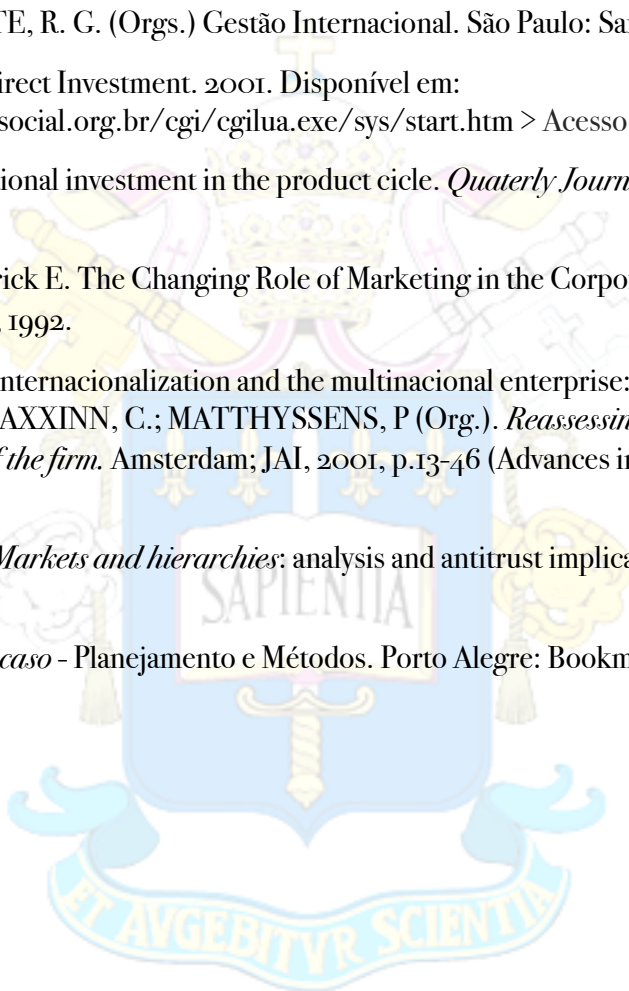 TE, R. G. (Orgs.) Gestão Internacional. São Paulo: Sa
irect Investment. 2001. Disponível em:
social.org.br/cgi/cgilua.exe/sys/start.htm > Acesso
tional investment in the product cicle. Quaterly Journ
rick E. The Changing Role of Marketing in the Corpo
, 1992.
Internacionalization and the multinacional enterprise:
AXXINN, C.; MATTHYSSENS, P (Org.). Reassessin
f the firm. Amsterdam; JAI, 2001, p.13-46 (Advances in
Markets and hierarchies: analysis and antitrust implica
SAPIENTIA
caso - Planejamento e Métodos. Porto Alegre: Bookm
ET AVGEBITVR SCIENTIA